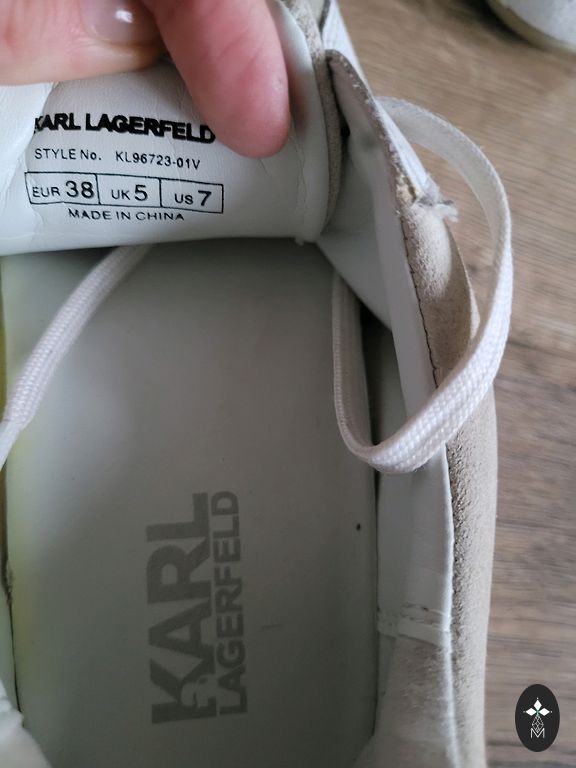 KARL LAGERFELD
STYLE No. KL96723-01V
EUR 38 UK 5 US 7
MADE IN CHINA
KARL
LAGERFELD
M